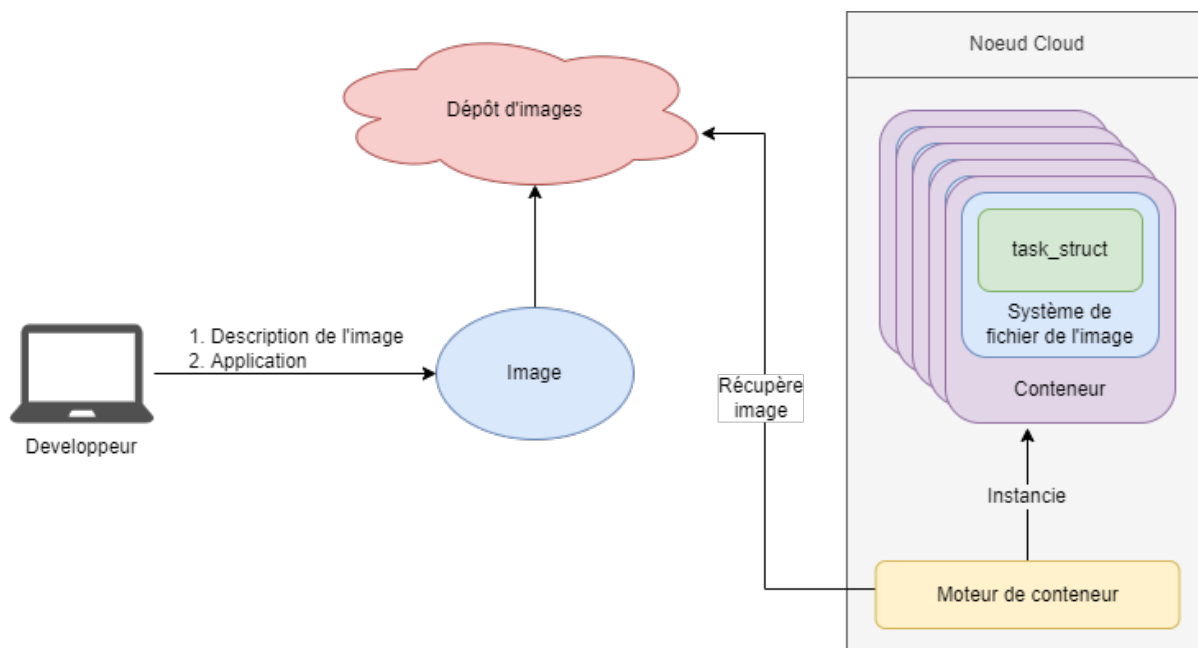 Noeud Cloud
Dépôt d'images
task_struct
Système de
fichier de l'image
Conteneur
1. Description de l'image
2. Application
Image
Developpeur
Récupère
image
Instancie
Moteur de conteneur